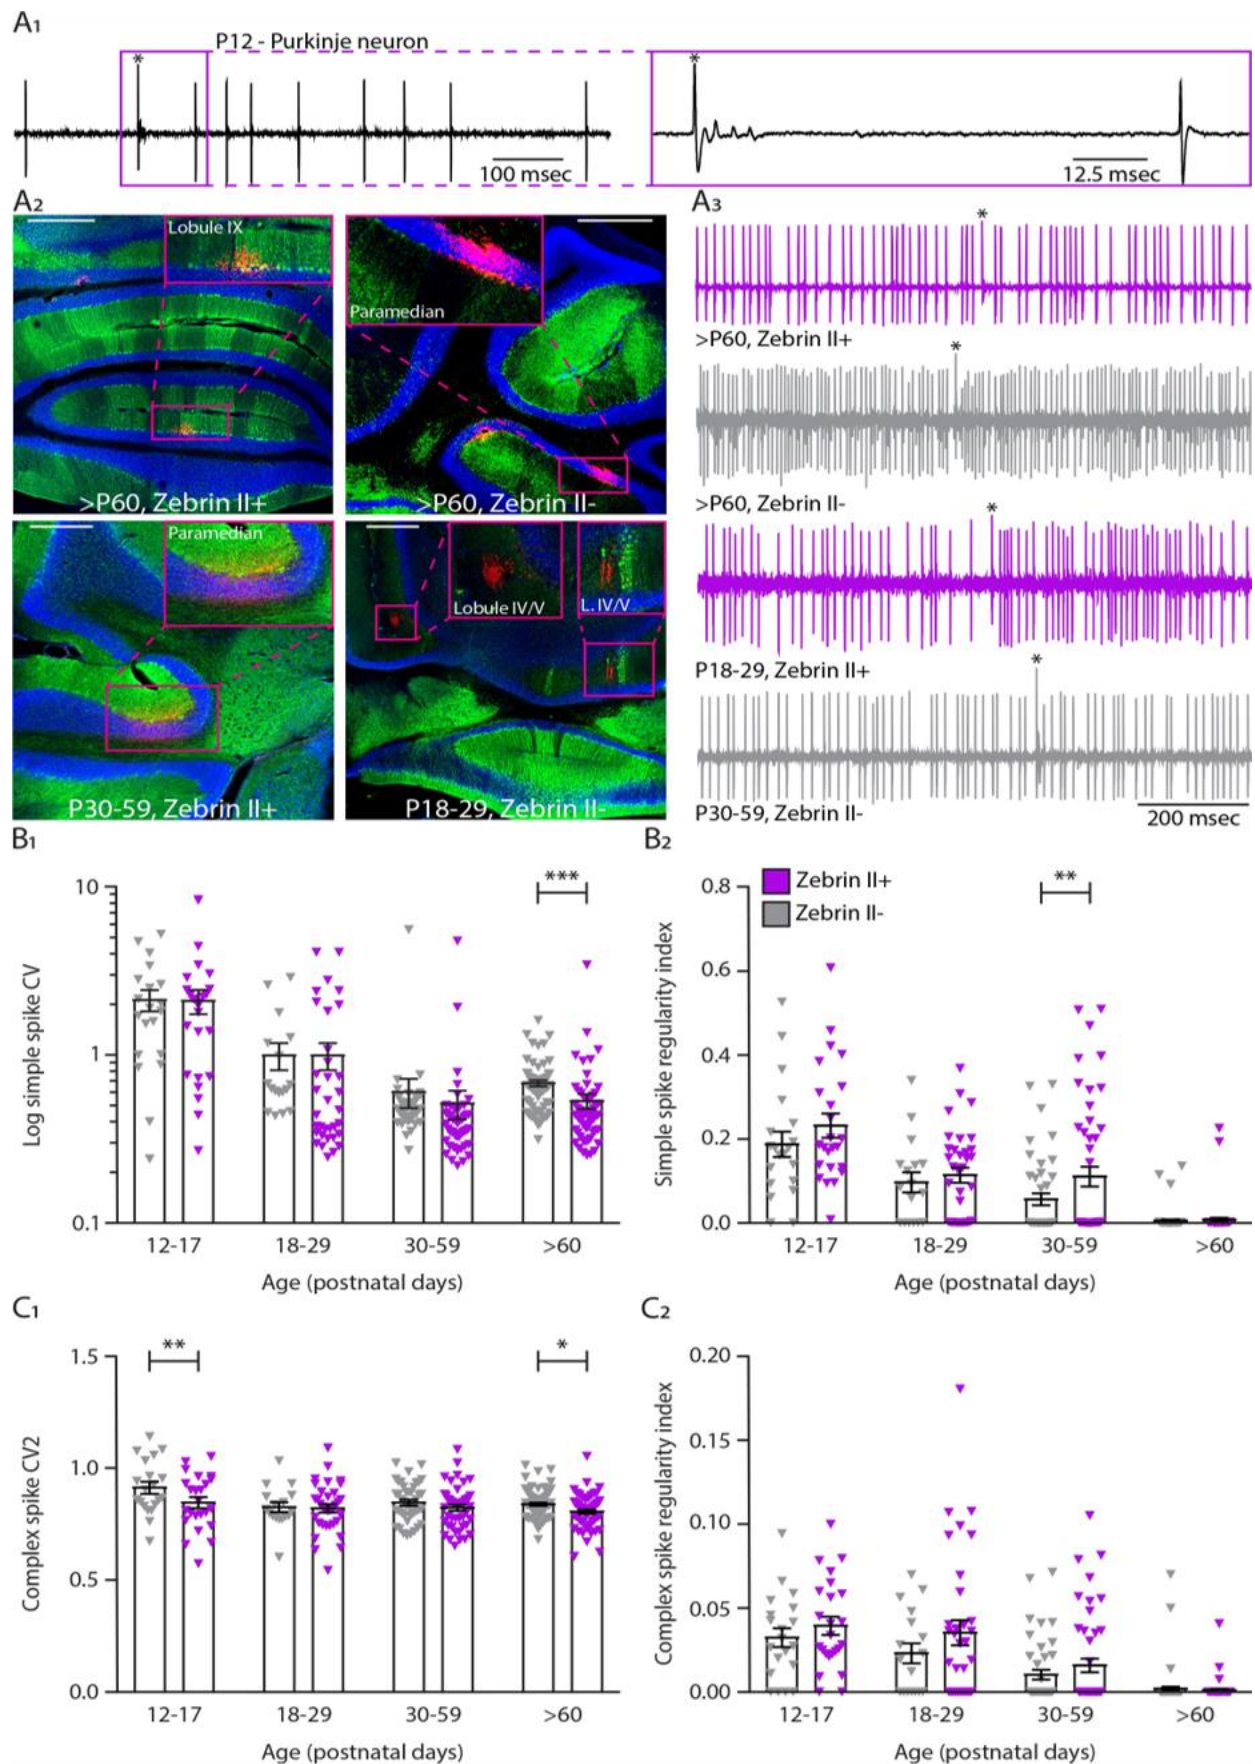 A1
P12 - Purkinje neuron
*
*
100 msec
12.5 msec
A2
Lobule IX
>P60, Zebrin II+
Paramedian
>P60, Zebrin II-
Paramedian
P30-59, Zebrin II+
Lobule IV/V
L. IV/V
P18-29, Zebrin II-
A3
*
>P60, Zebrin II+
*
>P60, Zebrin II-
*
P18-29, Zebrin II+
*
P30-59, Zebrin II-
200 msec
B1
***
10
1
0.1
Log simple spike CV
12-17 18-29 30-59 >60
Age (postnatal days)
B2
Zebrin II+
Zebrin II-
**
0.8
0.6
0.4
0.2
0.0
Simple spike regularity index
12-17 18-29 30-59 >60
Age (postnatal days)
C1
**
*
1.5
1.0
0.5
0.0
Complex spike CV2
12-17 18-29 30-59 >60
Age (postnatal days)
C2
0.20
0.15
0.10
0.05
0.00
Complex spike regularity index
12-17 18-29 30-59 >60
Age (postnatal days)